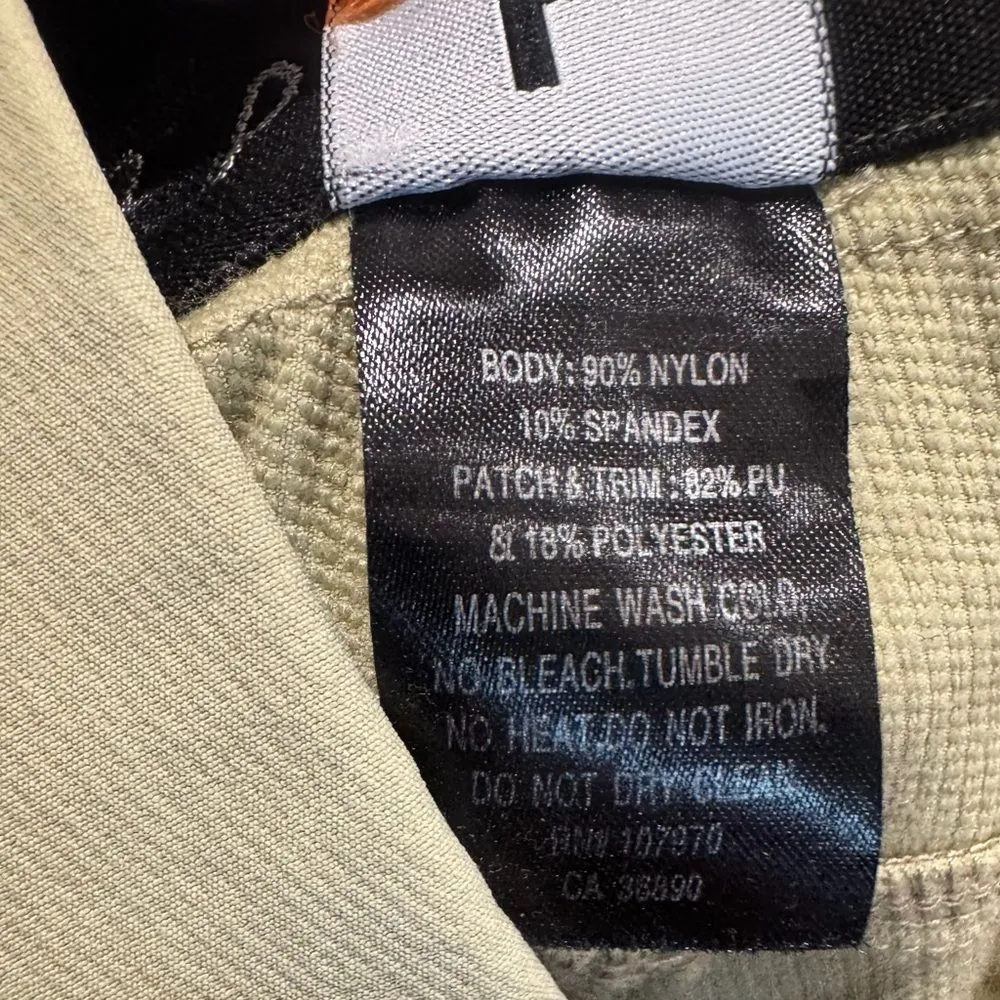 BODY: 90% NYLON
10% SPANDEX
PATCH & TRIM : 82% PU
& 18% POLYESTER
MACHINE WASH COLD,
NO BLEACH.TUMBLE DRY
NO HEAT.DO NOT IRON.
DO NOT DRY CLEAN.
RN# 107970
CA